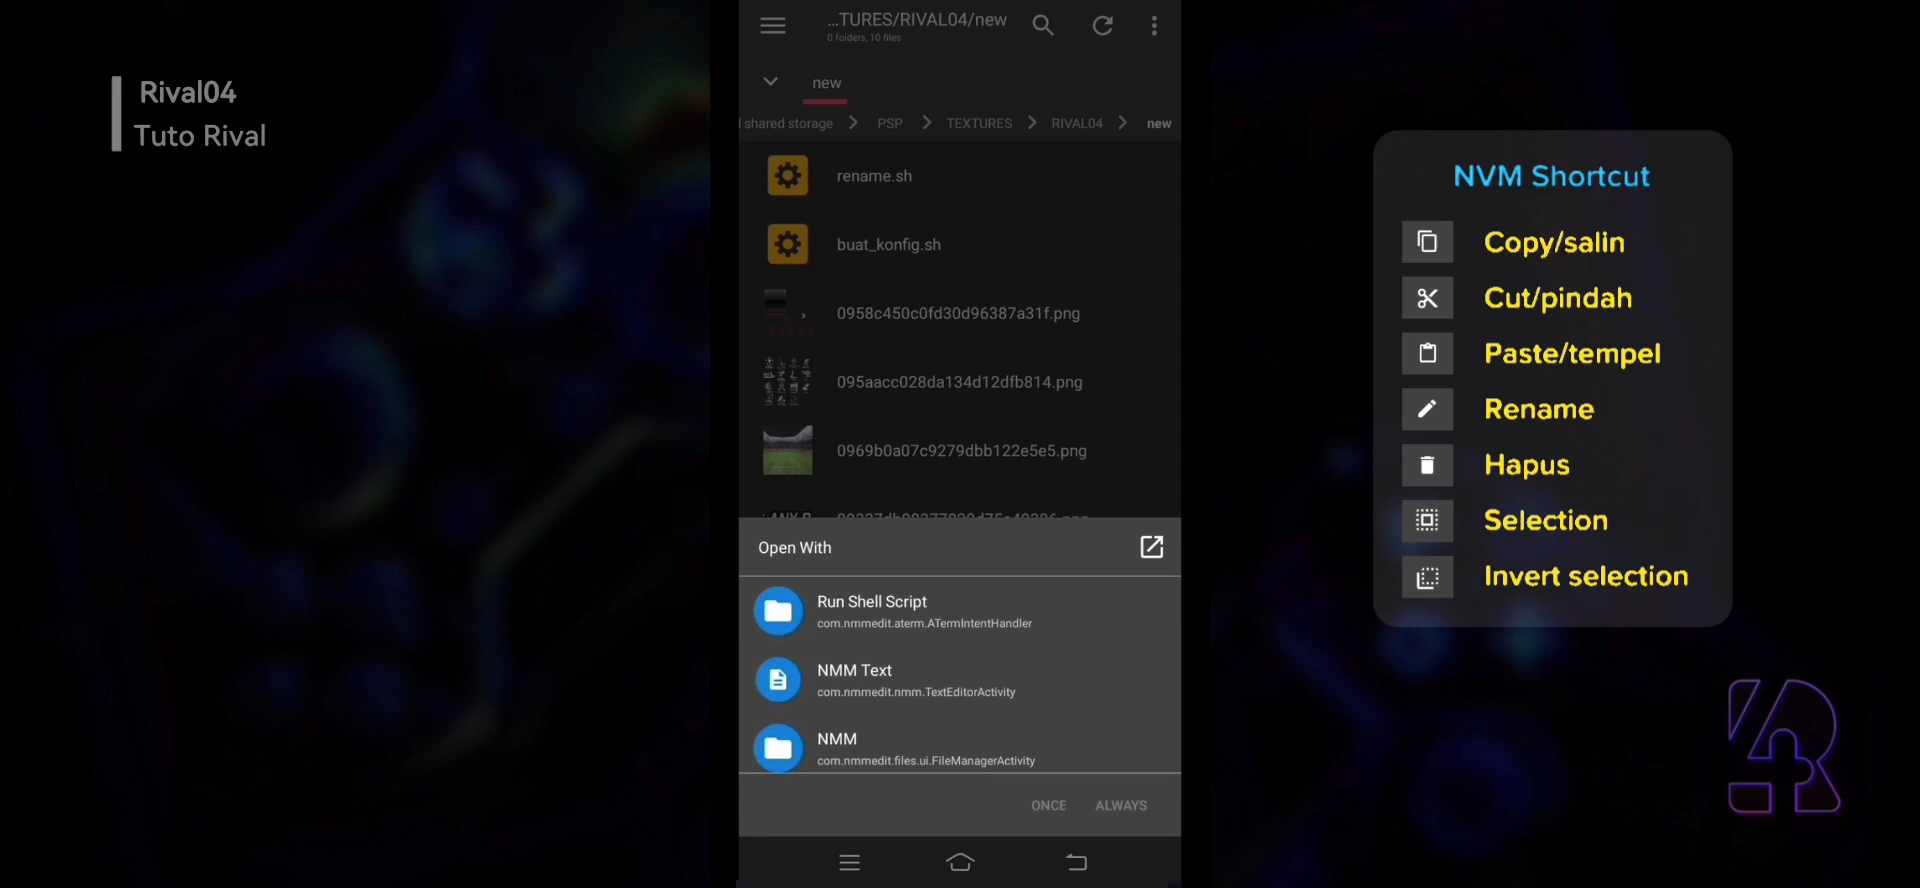 Rival04
Tuto Rival
...TURES/RIVAL04/new
0 folders, 10 files
new
shared storage > PSP > TEXTURES > RIVAL04 > new
rename.sh
buat_konfig.sh
0958c450c0fd30d96387a31f.png
095aacc028da134d12dfb814.png
0969b0a07c9279dbb122e5e5.png
Open With
Run Shell Script
com.nmmedit.aterm.ATermIntentHandler
NMM Text
com.nmmedit.nmm.TextEditorActivity
NMM
com.nmmedit.files.ui.FileManagerActivity
ONCE ALWAYS
NVM Shortcut
Copy/salin
Cut/pindah
Paste/tempel
Rename
Hapus
Selection
Invert selection